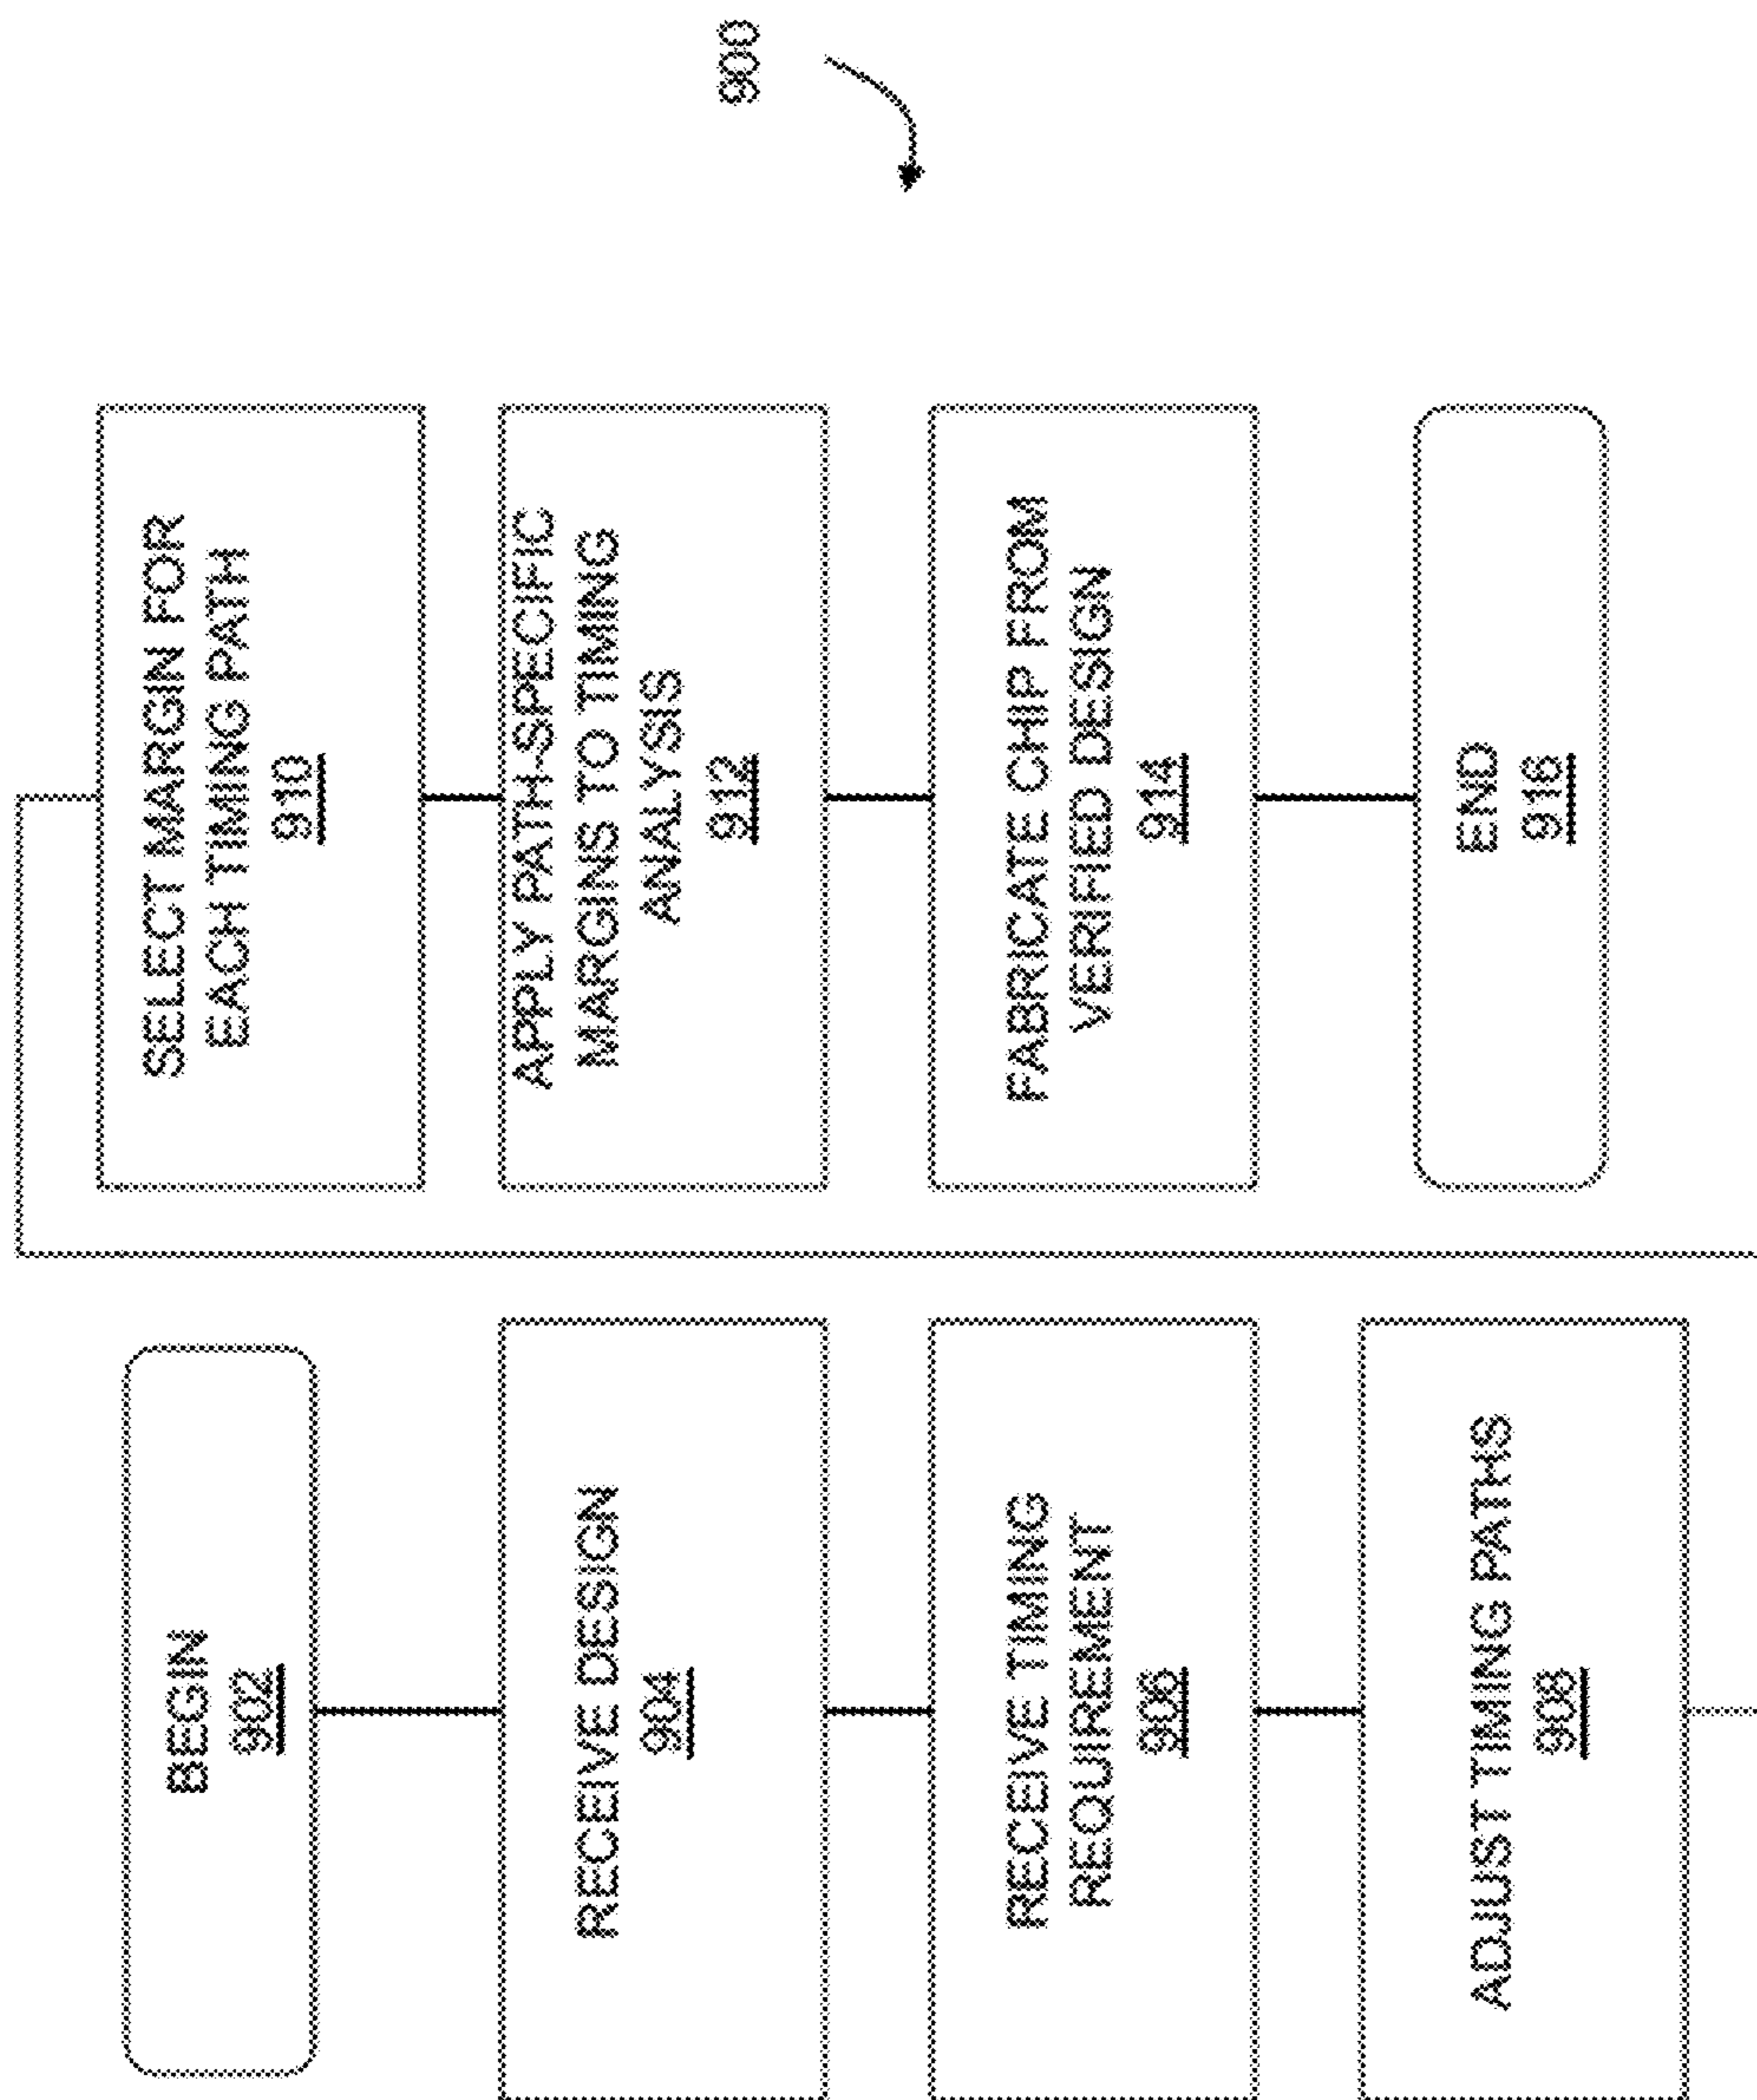 900
BEGIN
902
RECEIVE DESIGN
904
RECEIVE TIMING
REQUIREMENT
906
ADJUST TIMING PATHS
908
SELECT MARGIN FOR
EACH TIMING PATH
910
APPLY PATH-SPECIFIC
MARGINS TO TIMING
ANALYSIS
912
FABRICATE CHIP FROM
VERIFIED DESIGN
914
END
916